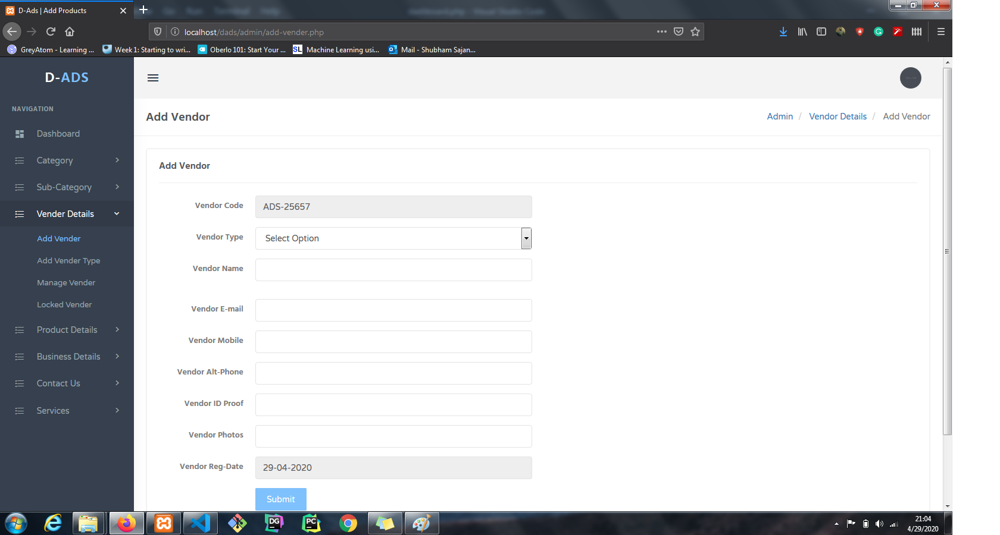 D-Ads | Add Products
localhost/dads/admin/add-vender.php
GreyAtom - Learning ...
Week 1: Starting to wri...
Oberlo 101: Start Your ...
SL Machine Learning usi...
Mail - Shubham Sajan...
D-ADS
NAVIGATION
Dashboard
Category
Sub-Category
Vender Details
Add Vender
Add Vender Type
Manage Vender
Locked Vender
Product Details
Business Details
Contact Us
Services
Add Vendor
Admin / Vendor Details / Add Vendor
Add Vendor
Vendor Code ADS-25657
Vendor Type Select Option
Vendor Name
Vendor E-mail
Vendor Mobile
Vendor Alt-Phone
Vendor ID Proof
Vendor Photos
Vendor Reg-Date 29-04-2020
Submit
DG
PC
21:04
4/29/2020